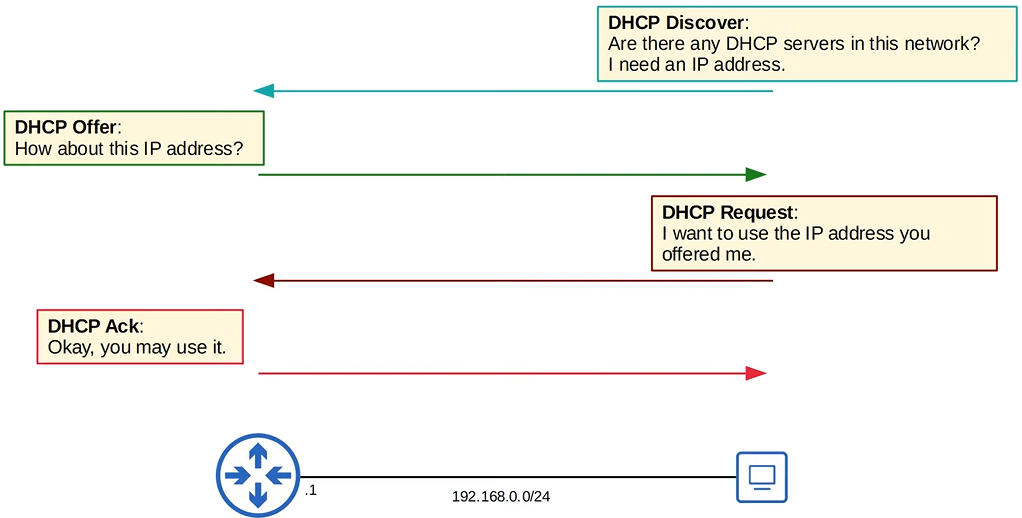 DHCP Discover:
Are there any DHCP servers in this network?
I need an IP address.
DHCP Offer:
How about this IP address?
DHCP Request:
I want to use the IP address you
offered me.
DHCP Ack:
Okay, you may use it.
.1
192.168.0.0/24